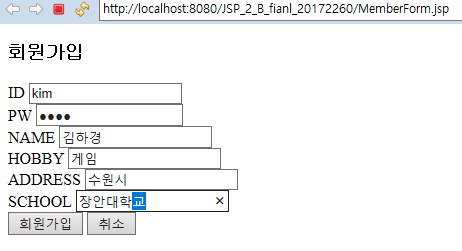 http://localhost:8080/JSP_2_B_fianl_20172260/MemberForm.jsp
회원가입
ID kim
PW ●●●●
NAME 김하경
HOBBY 게임
ADDRESS 수원시
SCHOOL 장안대학교 ×
회원가입 취소